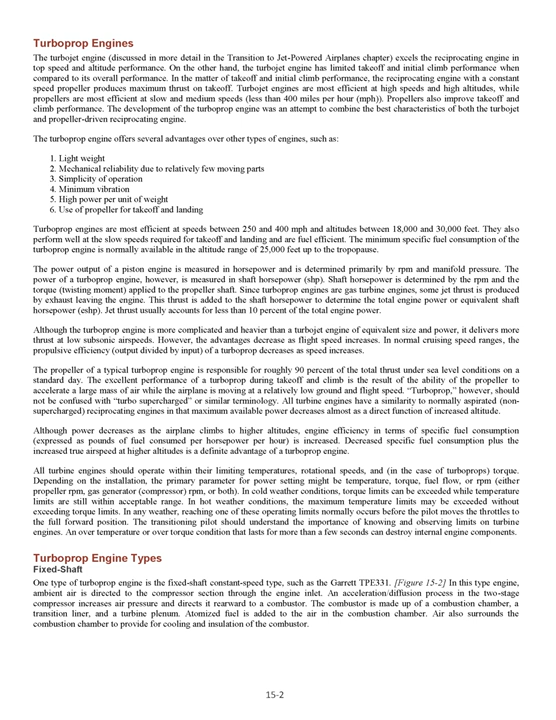 Turboprop Engines
The turbojet engine (discussed in more detail in the Transition to Jet-Powered Airplanes chapter) excels the reciprocating engine in
top speed and altitude performance. On the other hand, the turbojet engine has limited takeoff and initial climb performance when
compared to its overall performance. In the matter of takeoff and initial climb performance, the reciprocating engine with a constant
speed propeller produces maximum thrust on takeoff. Turbojet engines are most efficient at high speeds and high altitudes, while
propellers are most efficient at slow and medium speeds (less than 400 miles per hour (mph)). Propellers also improve takeoff and
climb performance. The development of the turboprop engine was an attempt to combine the best characteristics of both the turbojet
and propeller-driven reciprocating engine.
The turboprop engine offers several advantages over other types of engines, such as:
1. Light weight
2. Mechanical reliability due to relatively few moving parts
3. Simplicity of operation
4. Minimum vibration
5. High power per unit of weight
6. Use of propeller for takeoff and landing
Turboprop engines are most efficient at speeds between 250 and 400 mph and altitudes between 18,000 and 30,000 feet. They also
perform well at the slow speeds required for takeoff and landing and are fuel efficient. The minimum specific fuel consumption of the
turboprop engine is normally available in the altitude range of 25,000 feet up to the tropopause.
The power output of a piston engine is measured in horsepower and is determined primarily by rpm and manifold pressure. The
power of a turboprop engine, however, is measured in shaft horsepower (shp). Shaft horsepower is determined by the rpm and the
torque (twisting moment) applied to the propeller shaft. Since turboprop engines are gas turbine engines, some jet thrust is produced
by exhaust leaving the engine. This thrust is added to the shaft horsepower to determine the total engine power or equivalent shaft
horsepower (eshp). Jet thrust usually accounts for less than 10 percent of the total engine power.
Although the turboprop engine is more complicated and heavier than a turbojet engine of equivalent size and power, it delivers more
thrust at low subsonic airspeeds. However, the advantages decrease as flight speed increases. In normal cruising speed ranges, the
propulsive efficiency (output divided by input) of a turboprop decreases as speed increases.
The propeller of a typical turboprop engine is responsible for roughly 90 percent of the total thrust under sea level conditions on a
standard day. The excellent performance of a turboprop during takeoff and climb is the result of the ability of the propeller to
accelerate a large mass of air while the airplane is moving at a relatively low ground and flight speed. “Turboprop,” however, should
not be confused with “turbo supercharged” or similar terminology. All turbine engines have a similarity to normally aspirated (non-
supercharged) reciprocating engines in that maximum available power decreases almost as a direct function of increased altitude.
Although power decreases as the airplane climbs to higher altitudes, engine efficiency in terms of specific fuel consumption
(expressed as pounds of fuel consumed per horsepower per hour) is increased. Decreased specific fuel consumption plus the
increased true airspeed at higher altitudes is a definite advantage of a turboprop engine.
All turbine engines should operate within their limiting temperatures, rotational speeds, and (in the case of turboprops) torque.
Depending on the installation, the primary parameter for power setting might be temperature, torque, fuel flow, or rpm (either
propeller rpm, gas generator (compressor) rpm, or both). In cold weather conditions, torque limits can be exceeded while temperature
limits are still within acceptable range. In hot weather conditions, the maximum temperature limits may be exceeded without
exceeding torque limits. In any weather, reaching one of these operating limits normally occurs before the pilot moves the throttles to
the full forward position. The transitioning pilot should understand the importance of knowing and observing limits on turbine
engines. An over temperature or over torque condition that lasts for more than a few seconds can destroy internal engine components.
Turboprop Engine Types
Fixed-Shaft
One type of turboprop engine is the fixed-shaft constant-speed type, such as the Garrett TPE331. [Figure 15-2] In this type engine,
ambient air is directed to the compressor section through the engine inlet. An acceleration/diffusion process in the two-stage
compressor increases air pressure and directs it rearward to a combustor. The combustor is made up of a combustion chamber, a
transition liner, and a turbine plenum. Atomized fuel is added to the air in the combustion chamber. Air also surrounds the
combustion chamber to provide for cooling and insulation of the combustor.
15-2